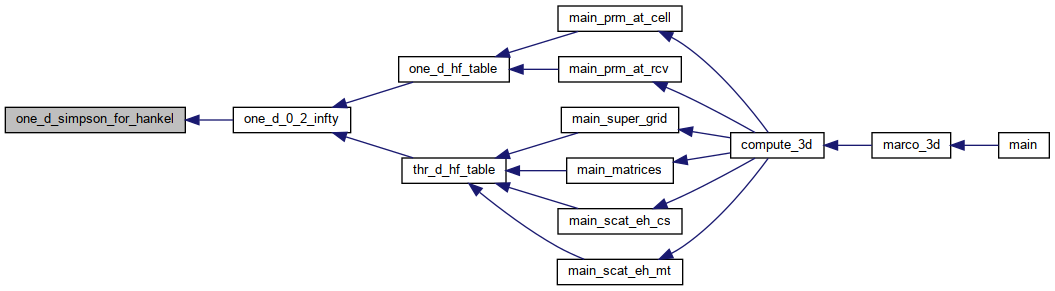 main_prm_at_cell
one_d_hf_table
main_prm_at_rcv
one_d_simpson_for_hankel
one_d_0_2_infty
main_super_grid
compute_3d
marco_3d
main
thr_d_hf_table
main_matrices
main_scat_eh_cs
main_scat_eh_mt